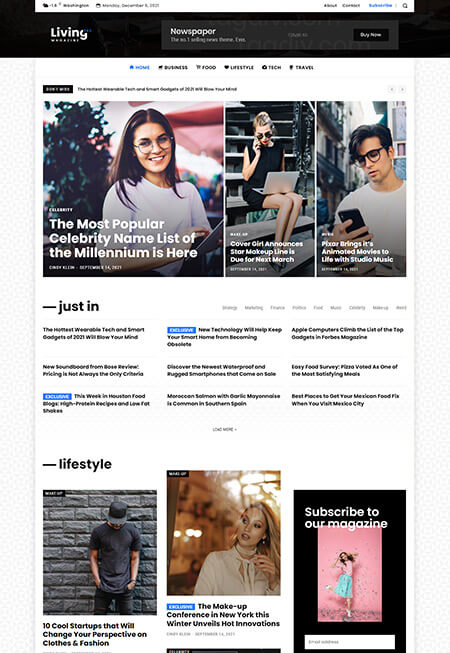 -1.6 C Washington Monday, December 6, 2021 About Contact Subscribe
Living
MAGAZINE
Newspaper
The no.1 selling news theme. Ever.
Buy Now
HOME BUSINESS FOOD LIFESTYLE TECH TRAVEL
DON'T MISS The Hottest Wearable Tech and Smart Gadgets of 2021 Will Blow Your Mind
CELEBRITY
The Most Popular
Celebrity Name List of
the Millennium is Here
CINDY KLEIN - SEPTEMBER 14, 2021
MAKE-UP
Cover Girl Announces
Star Makeup Line is
Due for Next March
SEPTEMBER 14, 2021
MUSIC
Pixar Brings it's
Animated Movies to
Life with Studio Music
SEPTEMBER 14, 2021
just in
Strategy Marketing Finance Politics Food Music Celebrity Make-up Weird
The Hottest Wearable Tech and Smart
Gadgets of 2021 Will Blow Your Mind
EXCLUSIVE New Technology Will Help Keep
Your Smart Home from Becoming
Obsolete
Apple Computers Climb the List of the Top
Gadgets in Forbes Magazine
New Soundboard from Bose Review:
Pricing is Not Always the Only Criteria
Discover the Newest Waterproof and
Rugged Smartphones that Come on Sale
Easy Food Survey: Pizza Voted As One of
the Most Satisfying Meals
EXCLUSIVE This Week in Houston Food
Blogs: High-Protein Recipes and Low Fat
Shakes
Moroccan Salmon with Garlic Mayonnaise
is Common in Southern Spain
Best Places to Get Your Mexican Food Fix
When You Visit Mexico City
LOAD MORE
lifestyle
MAKE-UP
10 Cool Startups that Will
Change Your Perspective on
Clothes & Fashion
MAKE-UP
EXCLUSIVE The Make-up
Conference in New York this
Winter Unveils Hot Innovations
CINDY KLEIN - SEPTEMBER 14, 2021
Subscribe to
our magazine
Email address